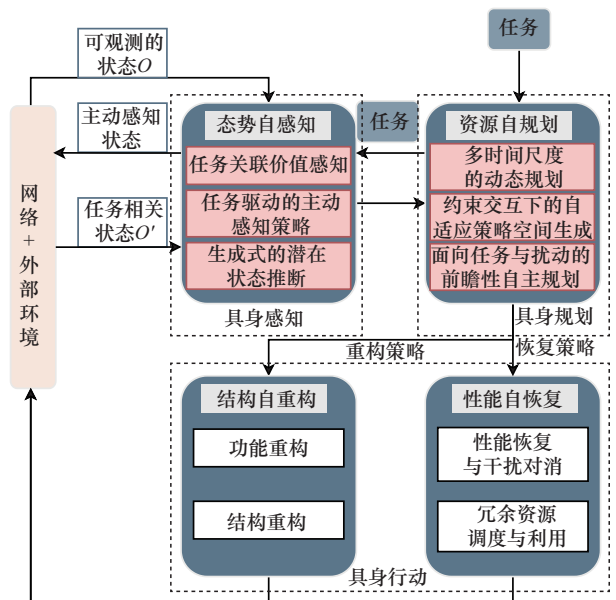 可观测的
状态O
任务
主动感知
状态
任务相关
状态O′
网络+外部环境
态势自感知
任务关联价值感知
任务驱动的主动
感知策略
生成式的潜在
状态推断
具身感知
任务
资源自规划
多时间尺度
的动态规划
约束交互下的自
适应策略空间生成
面向任务与扰动的
前瞻性自主规划
具身规划
重构策略
恢复策略
结构自重构
功能重构
结构重构
性能自恢复
性能恢复
与干扰对消
冗余资源
调度与利用
具身行动